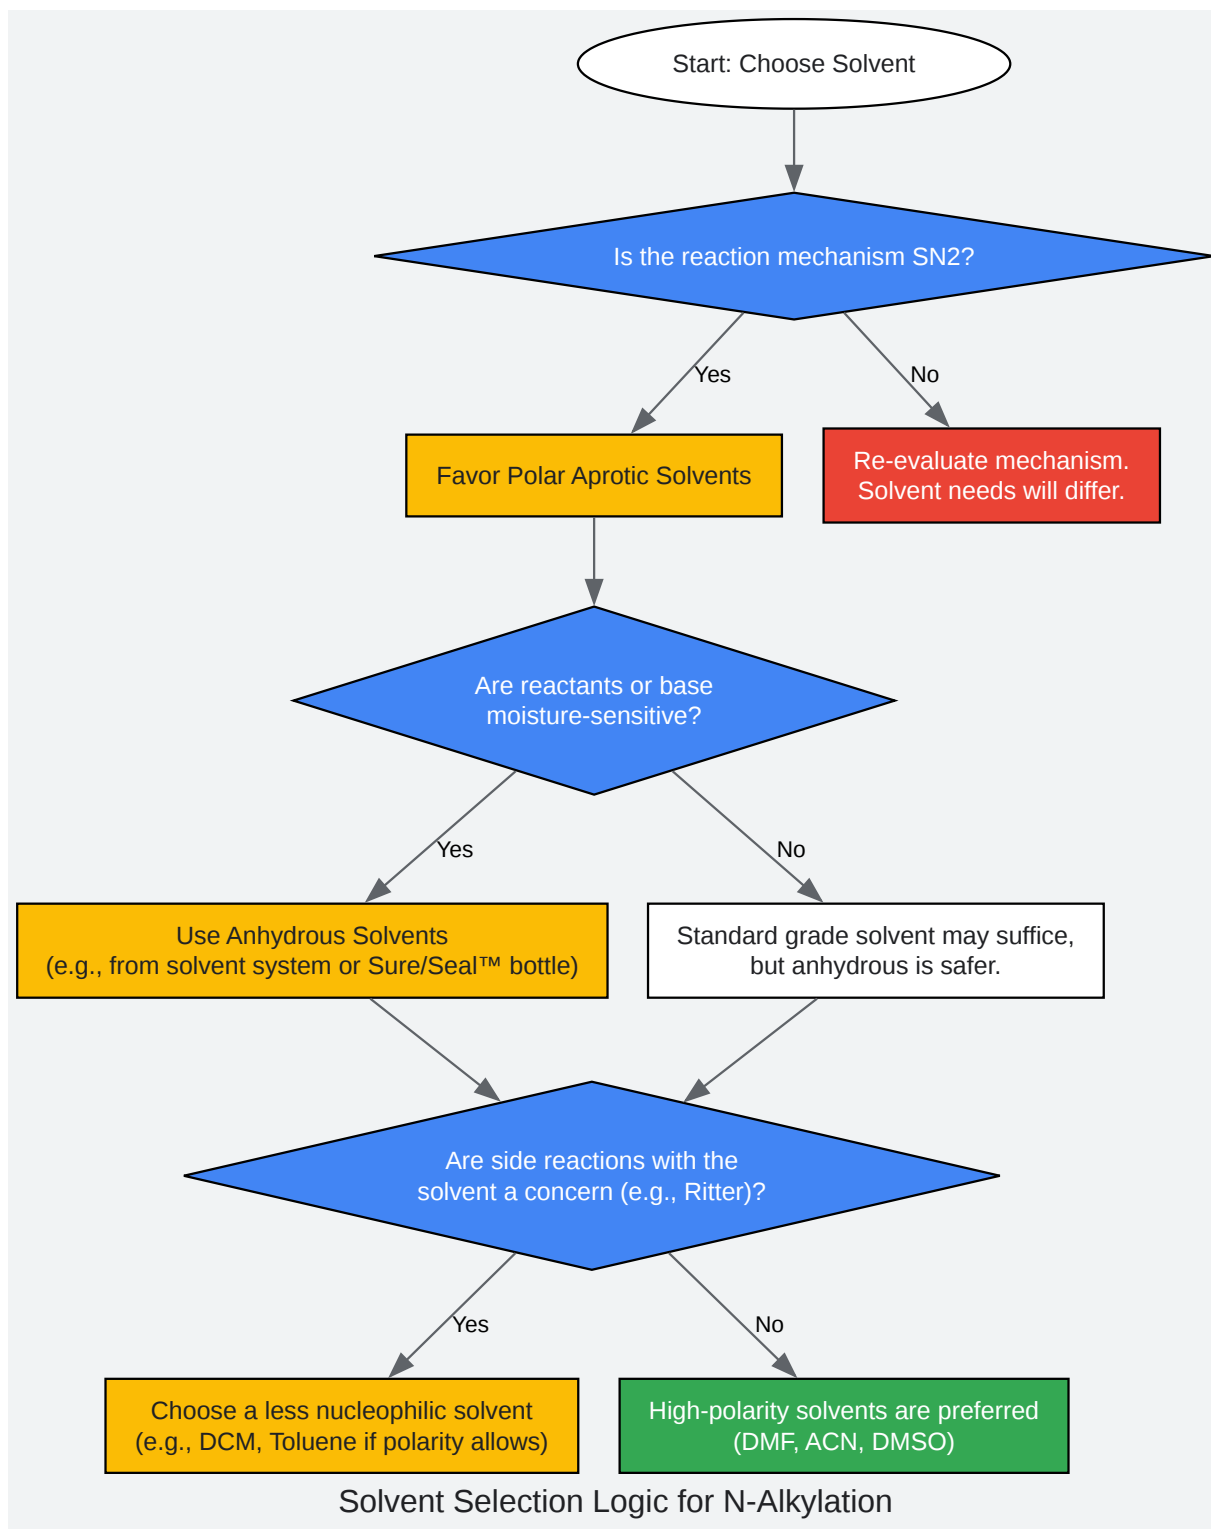 Start: Choose Solvent
Is the reaction mechanism SN2?
Yes
No
Favor Polar Aprotic Solvents
Re-evaluate mechanism.
Solvent needs will differ.
Are reactants or base
moisture-sensitive?
Yes
No
Use Anhydrous Solvents
(e.g., from solvent system or Sure/Seal™ bottle)
Standard grade solvent may suffice,
but anhydrous is safer.
Are side reactions with the
solvent a concern (e.g., Ritter)?
Yes
No
Choose a less nucleophilic solvent
(e.g., DCM, Toluene if polarity allows)
High-polarity solvents are preferred
(DMF, ACN, DMSO)
Solvent Selection Logic for N-Alkylation